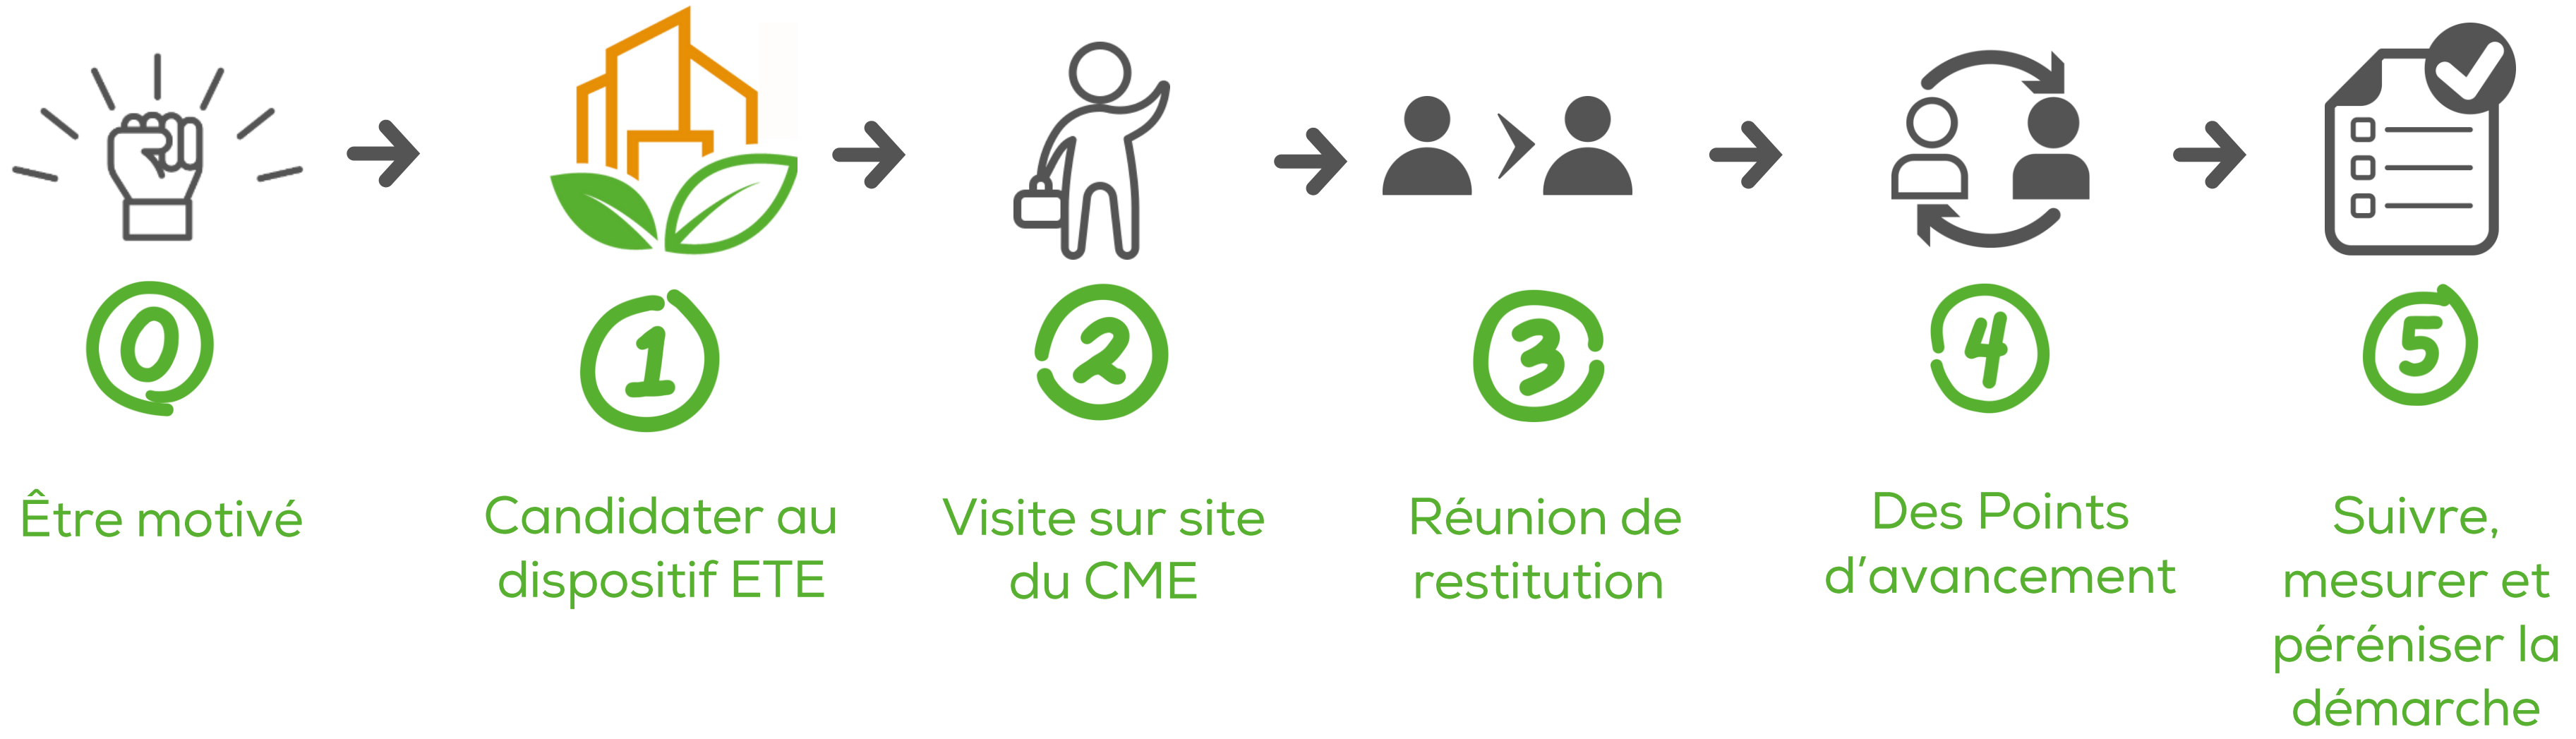 0
Être motivé
1
Candidater au
dispositif ETE
2
Visite sur site
du CME
3
Réunion de
restitution
4
Des Points
d'avancement
5
Suivre,
mesurer et
péréniser la
démarche